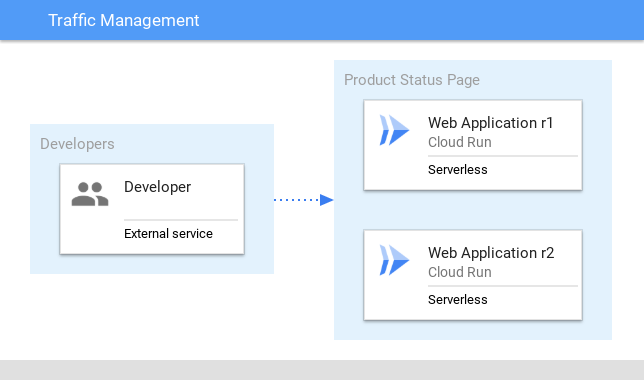 Traffic Management
Product Status Page
Web Application r1
Cloud Run
Serverless
Developers
Developer
External service
Web Application r2
Cloud Run
Serverless